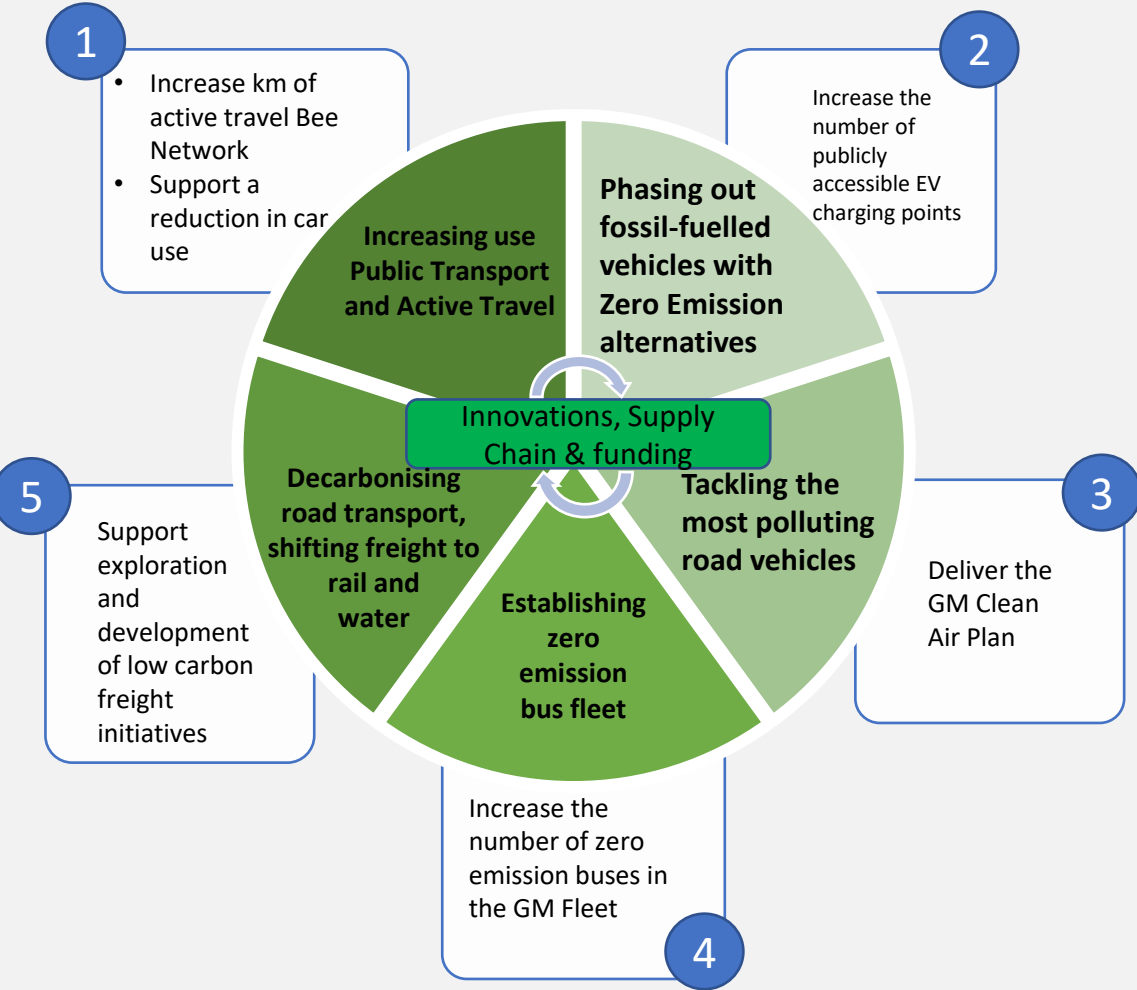 1
• Increase km of
active travel Bee
Network
• Support a
reduction in car
use
Increasing use
Public Transport
and Active Travel
2
Increase the
number of
publicly
accessible EV
charging points
Phasing out
fossil-fuelled
vehicles with
Zero Emission
alternatives
Innovations, Supply
Chain & funding
3
Deliver the
GM Clean
Air Plan
Tackling the
most polluting
road vehicles
4
Increase the
number of zero
emission buses in
the GM Fleet
Establishing
zero
emission
bus fleet
5
Support
exploration
and
development
of low carbon
freight
initiatives
Decarbonising
road transport,
shifting freight to
rail and
water